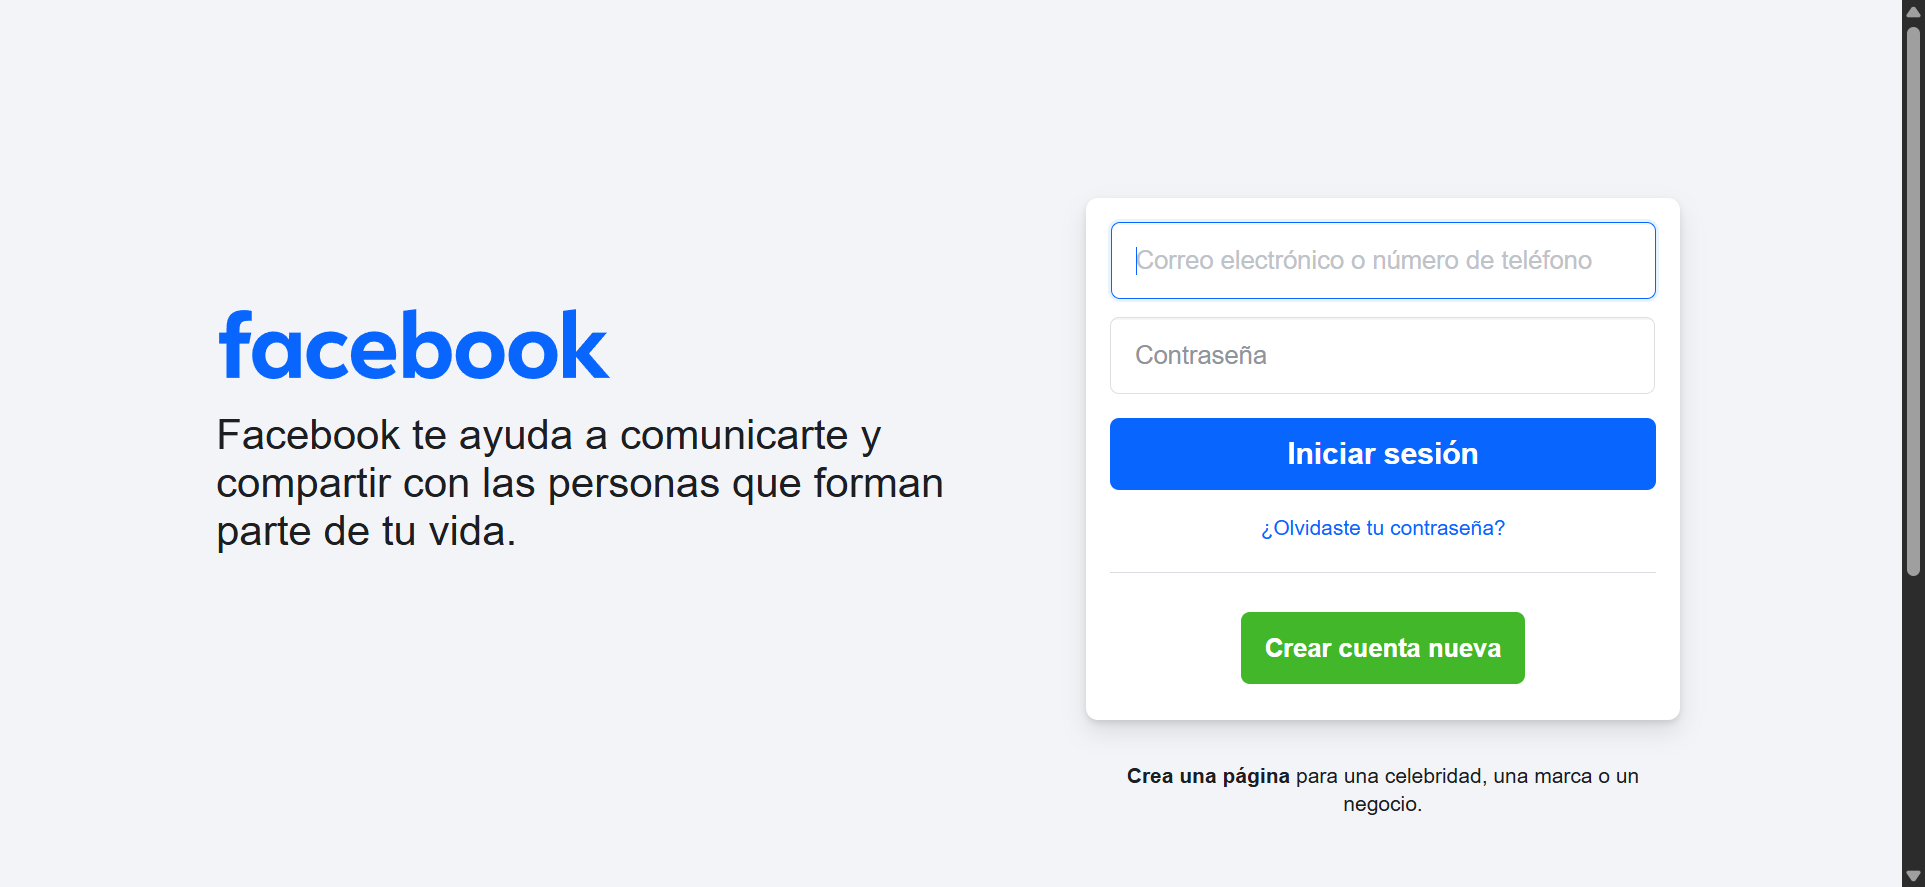 facebook
Facebook te ayuda a comunicarte y
compartir con las personas que forman
parte de tu vida.
Correo electrónico o número de teléfono
Contraseña
Iniciar sesión
¿Olvidaste tu contraseña?
Crear cuenta nueva
Crea una página para una celebridad, una marca o un
negocio.